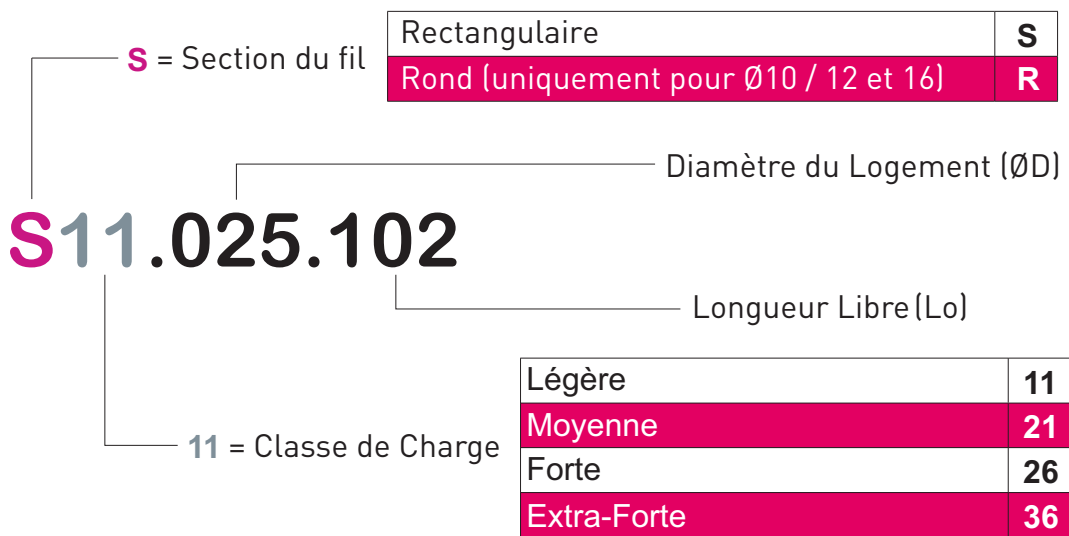 S = Section du fil
Rectangulaire S
Rond (uniquement pour Ø10 / 12 et 16) R
Diamètre du Logement (ØD)
S11.025.102
Longueur Libre (Lo)
11 = Classe de Charge
Légère 11
Moyenne 21
Forte 26
Extra-Forte 36